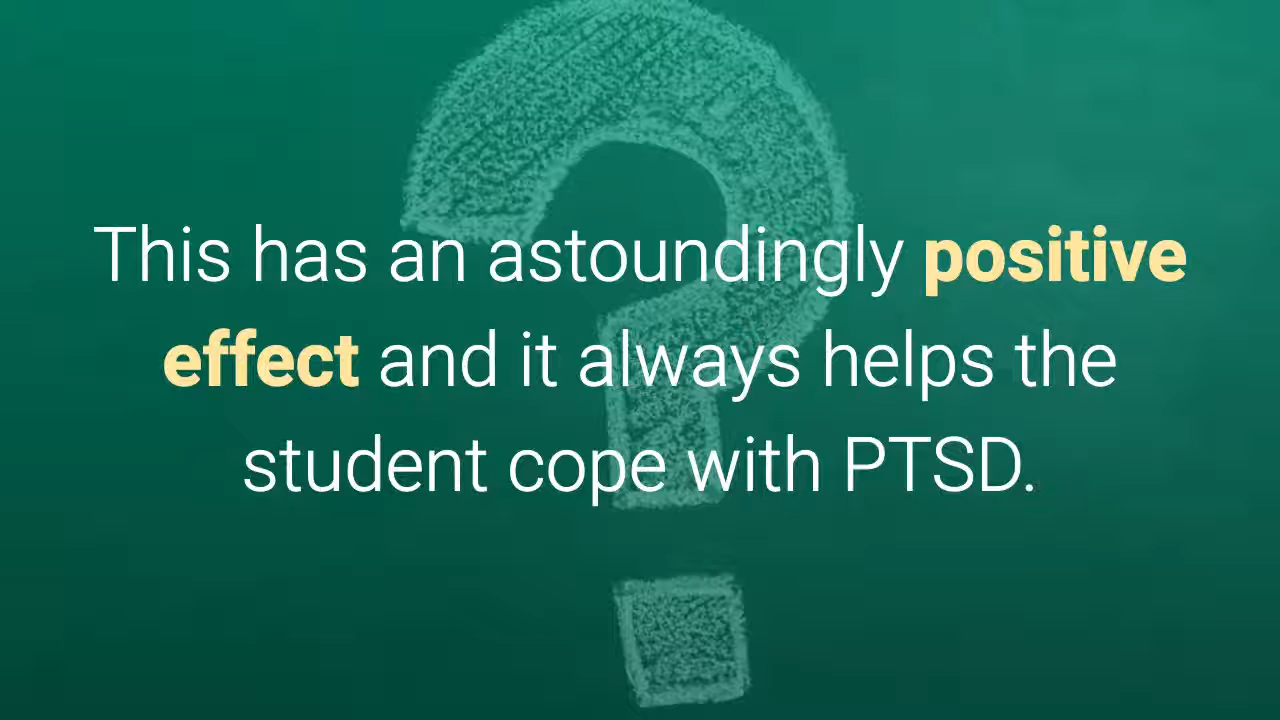 This has an astoundingly positive
effect and it always helps the
student cope with PTSD.